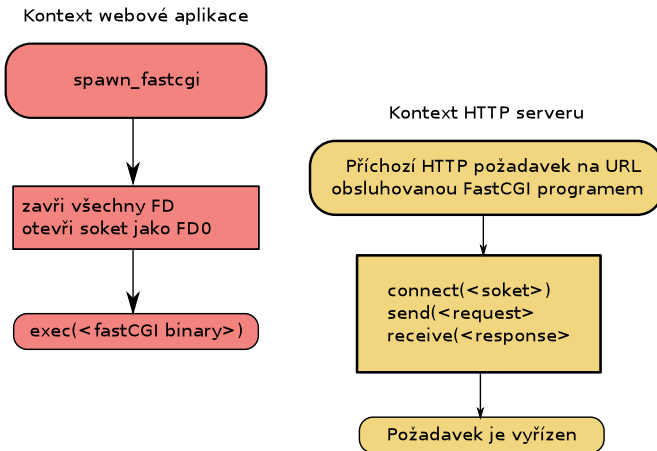 Kontext webové aplikace
spawn_fastcgi
zavři všechny FD
otevři soket jako FD0
exec(<fastCGI binary>)
Kontext HTTP serveru
Příchozí HTTP požadavek na URL
obsluhovanou FastCGI programem
connect(<soket>)
send(<request>
receive(<response>
Požadavek je vyřízen